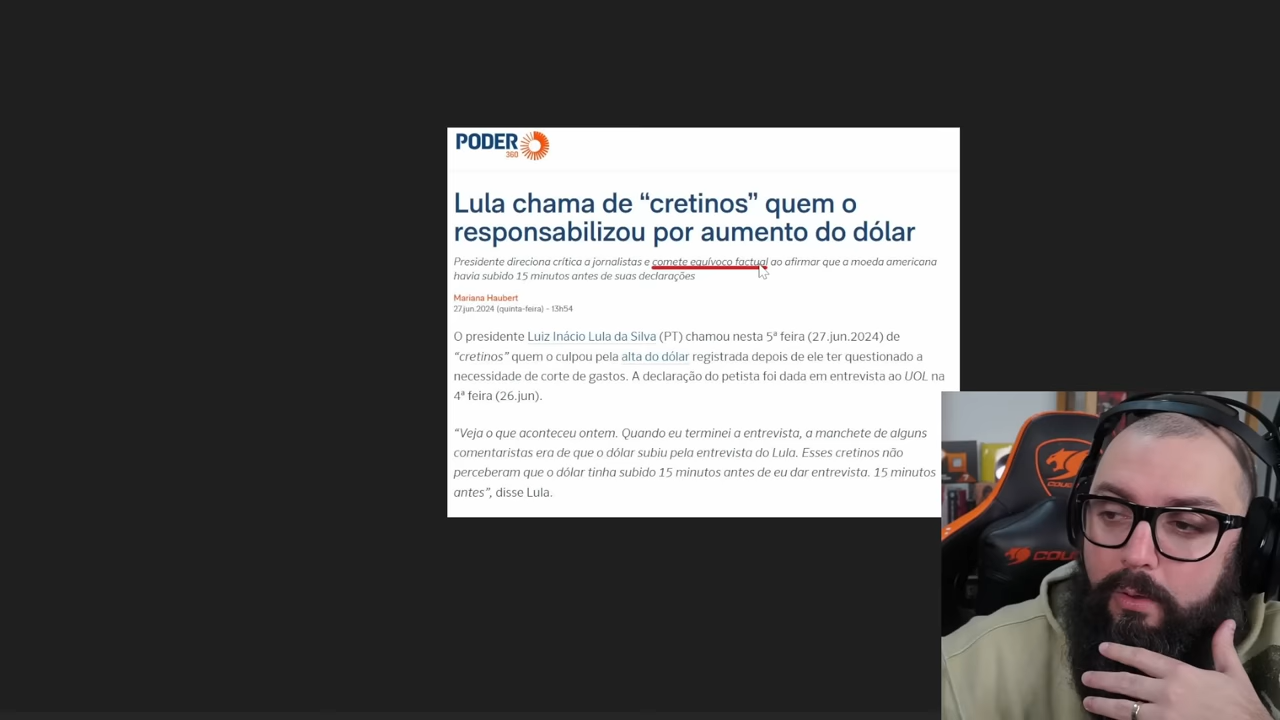 PODER
360
Lula chama de “cretinos” quem o
responsabilizou por aumento do dólar
Presidente direciona crítica a jornalistas e comete equívoco factual ao afirmar que a moeda americana
havia subido 15 minutos antes de suas declarações
Mariana Haubert
27.jun.2024 (quinta-feira) - 13h54
O presidente Luiz Inácio Lula da Silva (PT) chamou nesta 5ª feira (27.jun.2024) de
“cretinos” quem o culpou pela alta do dólar registrada depois de ele ter questionado a
necessidade de corte de gastos. A declaração do petista foi dada em entrevista ao UOL na
4ª feira (26.jun).
“Veja o que aconteceu ontem. Quando eu terminei a entrevista, a manchete de alguns
comentaristas era de que o dólar subiu pela entrevista do Lula. Esses cretinos não
perceberam que o dólar tinha subido 15 minutos antes de eu dar entrevista. 15 minutos
antes”, disse Lula.